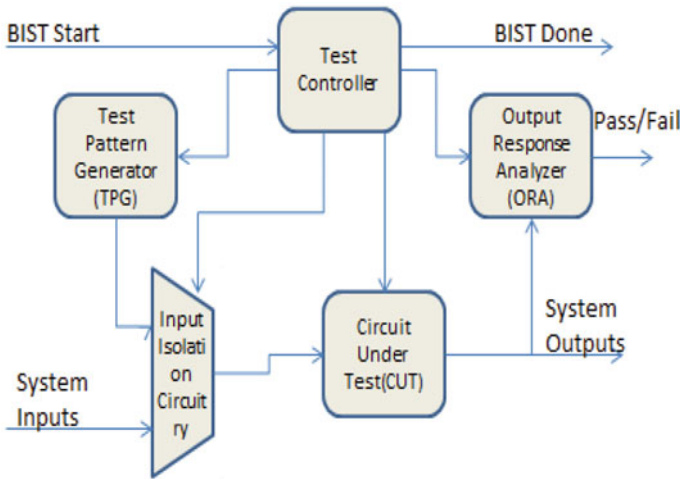 BIST Start
Test
Controller
BIST Done
Test
Pattern
Generator
(TPG)
Output
Response
Analyzer
(ORA)
Pass/Fail
Input
Isolati
on
Circuit
ry
Circuit
Under
Test(CUT)
System
Outputs
System
Inputs